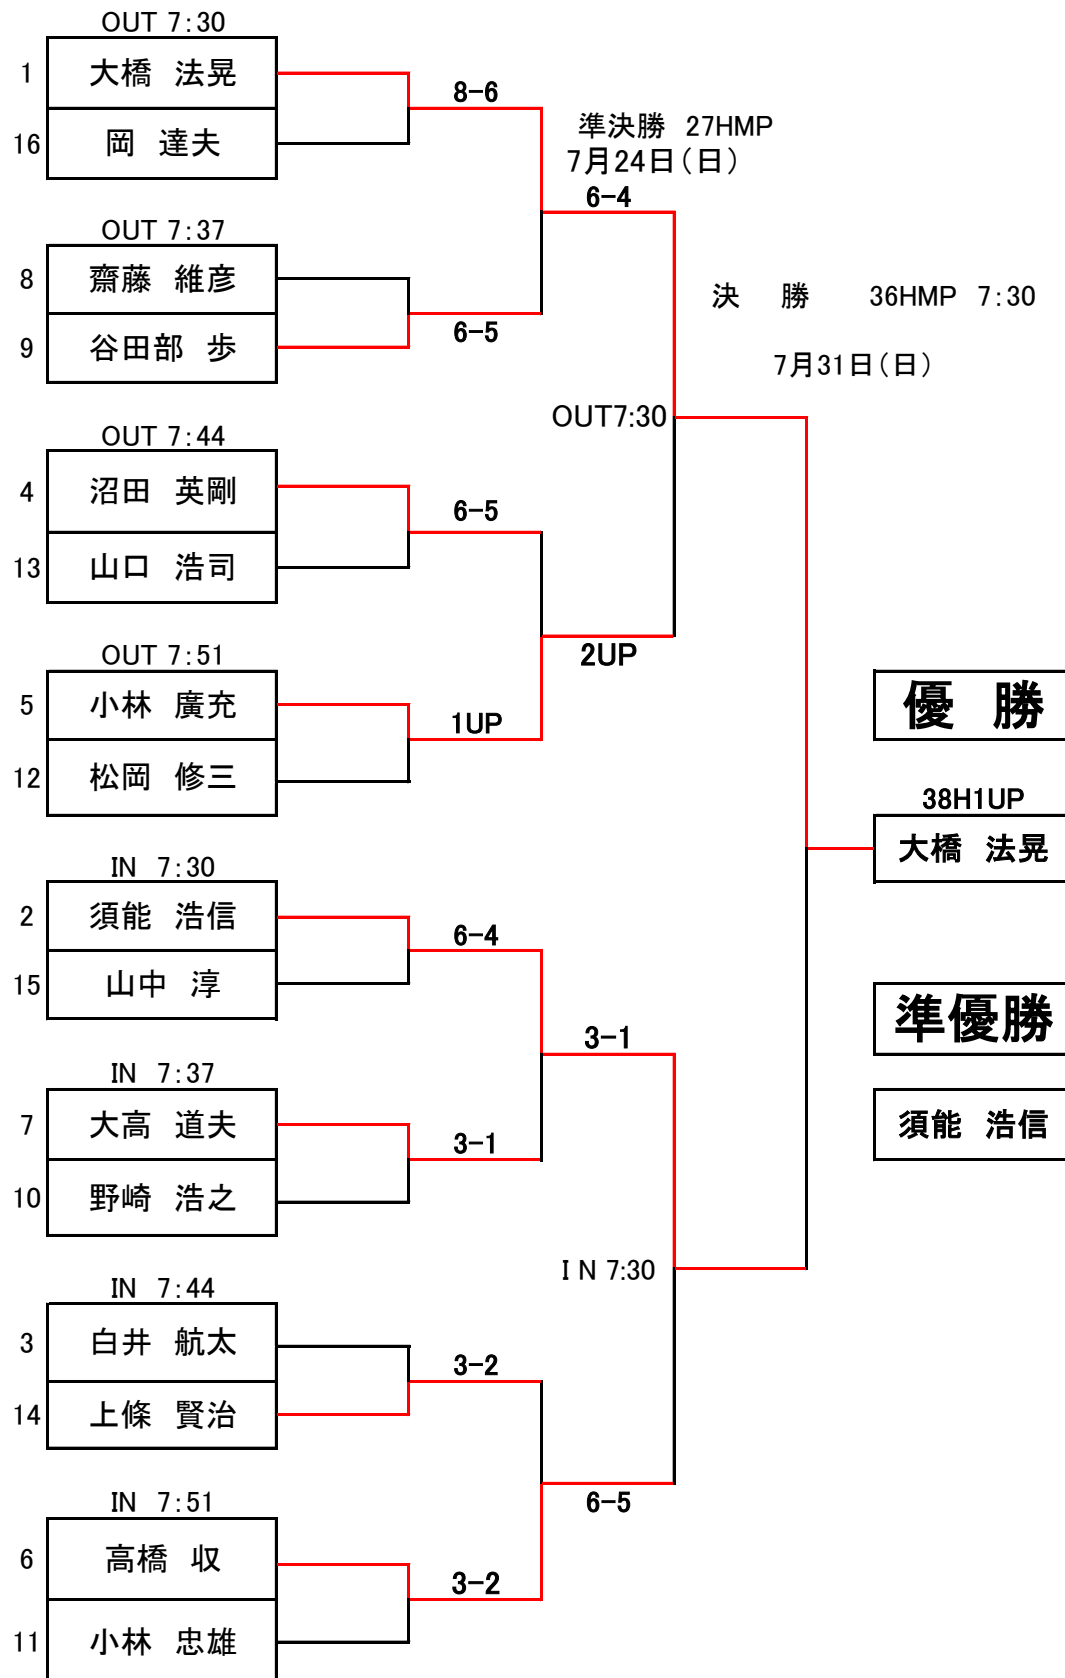 OUT 7:30
1 大橋 法晃
8-6
16 岡 達夫
準決勝 27HMP
7月24日(日)
6-4
OUT 7:37
8 齋藤 維彦
9 谷田部 歩
6-5
決 勝 36HMP 7:30
7月31日(日)
OUT7:30
OUT 7:44
4 沼田 英剛
6-5
13 山口 浩司
2UP
OUT 7:51
5 小林 廣充
1UP
12 松岡 修三
優 勝
38H1UP
大橋 法晃
IN 7:30
2 須能 浩信
6-4
15 山中 淳
3-1
準優勝
須能 浩信
IN 7:37
7 大高 道夫
3-1
10 野崎 浩之
IN 7:30
IN 7:44
3 白井 航太
3-2
14 上條 賢治
6-5
IN 7:51
6 高橋 収
3-2
11 小林 忠雄